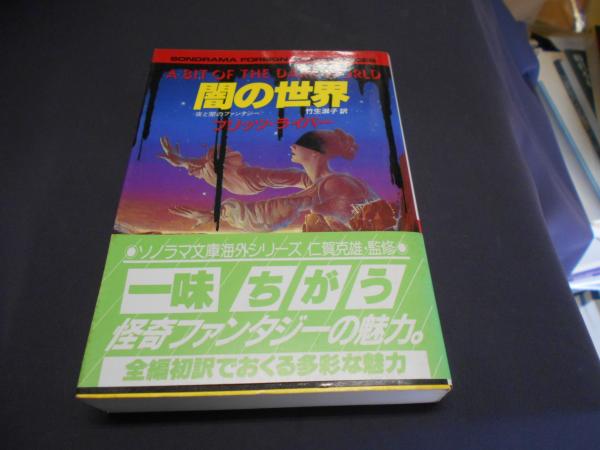 SONORAMA FOREIGN
A BIT OF THE DARK WORLD
闇の世界
"夜と闇のファンタジー"
竹生淑子 訳
フリッツ・ライバー
●ソノラマ文庫海外シリーズ/仁賀克雄・監修●
一味ちがう
怪奇ファンタジーの魅力。
全編初訳でおくる多彩な魅力